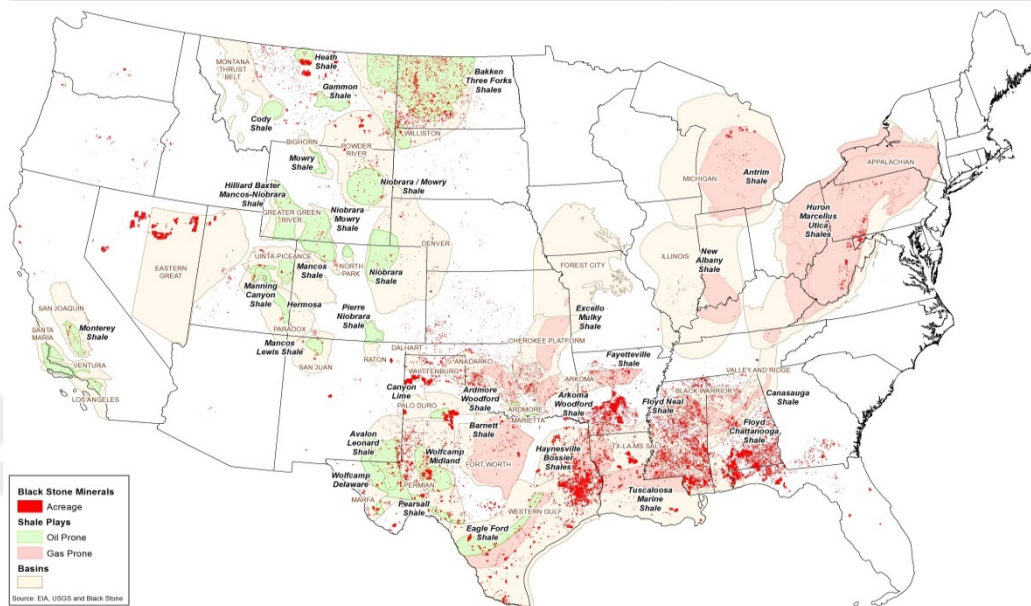 MONTANA
THRUST
BELT
Heath
Shale
Gammon
Shale
Bakken
Three Forks
Shales
Cody
Shale
WILLISTON
BIGHORN
POWDER
RIVER
Mowry
Shale
Hilliard Baxter
Mancos-Niobrara
Shale
Niobrara / Mowry
Shale
GREATER GREEN
RIVER
Niobrara
Mowry
Shale
DENVER
UINTA-PICEANCE
Mancos
Shale
NORTH
PARK
Niobrara
Shale
EASTERN
GREAT
Manning
Canyon
Shale
Hermosa
Pierre
Niobrara
Shale
PARADOX
Mancos
Lewis Shale
SAN JUAN
RATON
SAN JOAQUIN
SANTA
MARIA
Monterey
Shale
VENTURA
LOS ANGELES
MICHIGAN
Antrim
Shale
APPALACHIAN
Huron
Marcellus
Utica
Shales
ILLINOIS
New
Albany
Shale
FOREST CITY
Excello
Mulky
Shale
CHEROKEE PLATFORM
DALHART
ANADARKO
WHITTENBURG
Canyon
Lime
PALO DURO
Ardmore
Woodford
Shale
ARDMORE
MARIETTA
ARKOMA
Arkoma
Woodford
Shale
Fayetteville
Shale
VALLEY AND RIDGE
BLACK WARRIOR
Canasauga
Shale
Floyd Neal
Shale
Floyd
Chattanooga
Shale
Avalon
Leonard
Shale
Wolfcamp
Midland
Barnett
Shale
FORT WORTH
Haynesville
Bossier
Shales
TX-LA-MS SALT
Wolfcamp
Delaware
PERMIAN
MARFA
Pearsall
Shale
WESTERN GULF
Tuscaloosa
Marine
Shale
Eagle Ford
Shale
Black Stone Minerals
Acreage
Shale Plays
Oil Prone
Gas Prone
Basins
Source: EIA, USGS and Black Stone